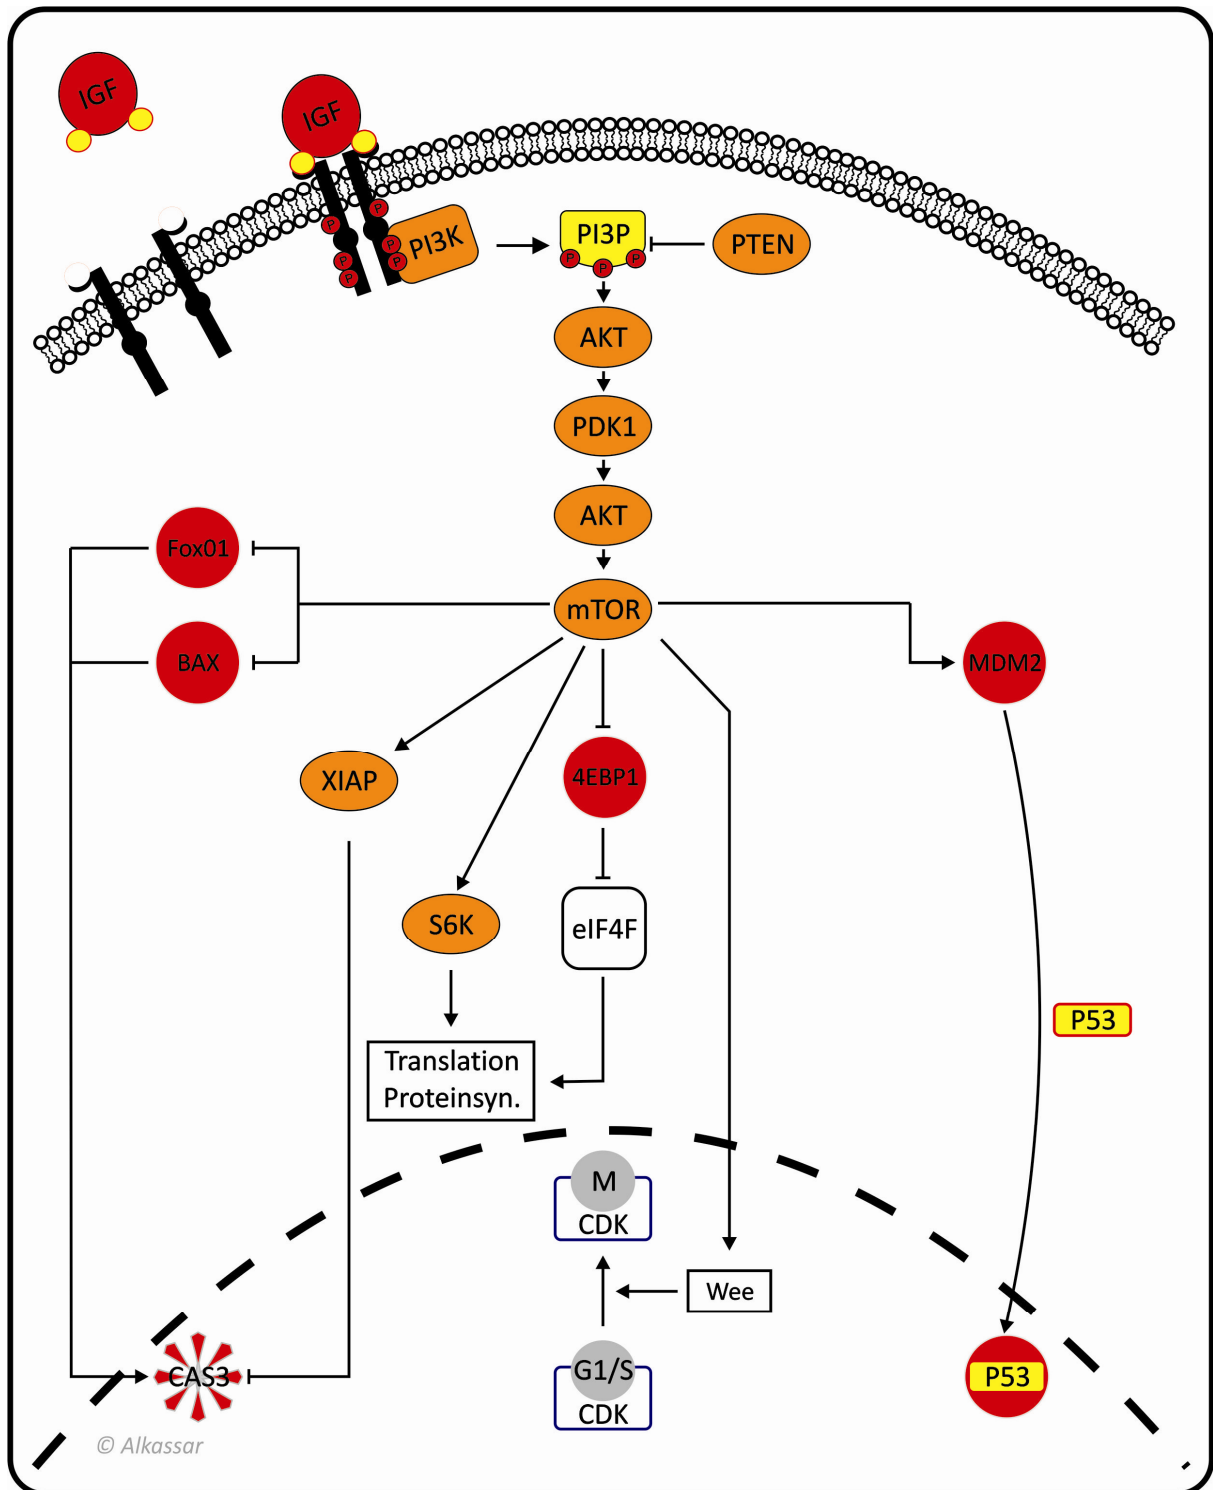 IGF
IGF
P
P
P
P
P
P
PI3K
PI3P
P
P
P
PTEN
AKT
PDK1
AKT
mTOR
Fox01
BAX
MDM2
XIAP
4EBP1
S6K
eIF4F
P53
Translation
Proteinsyn.
M
CDK
Wee
G1/S
CDK
CAS3
P53
© Alkassar